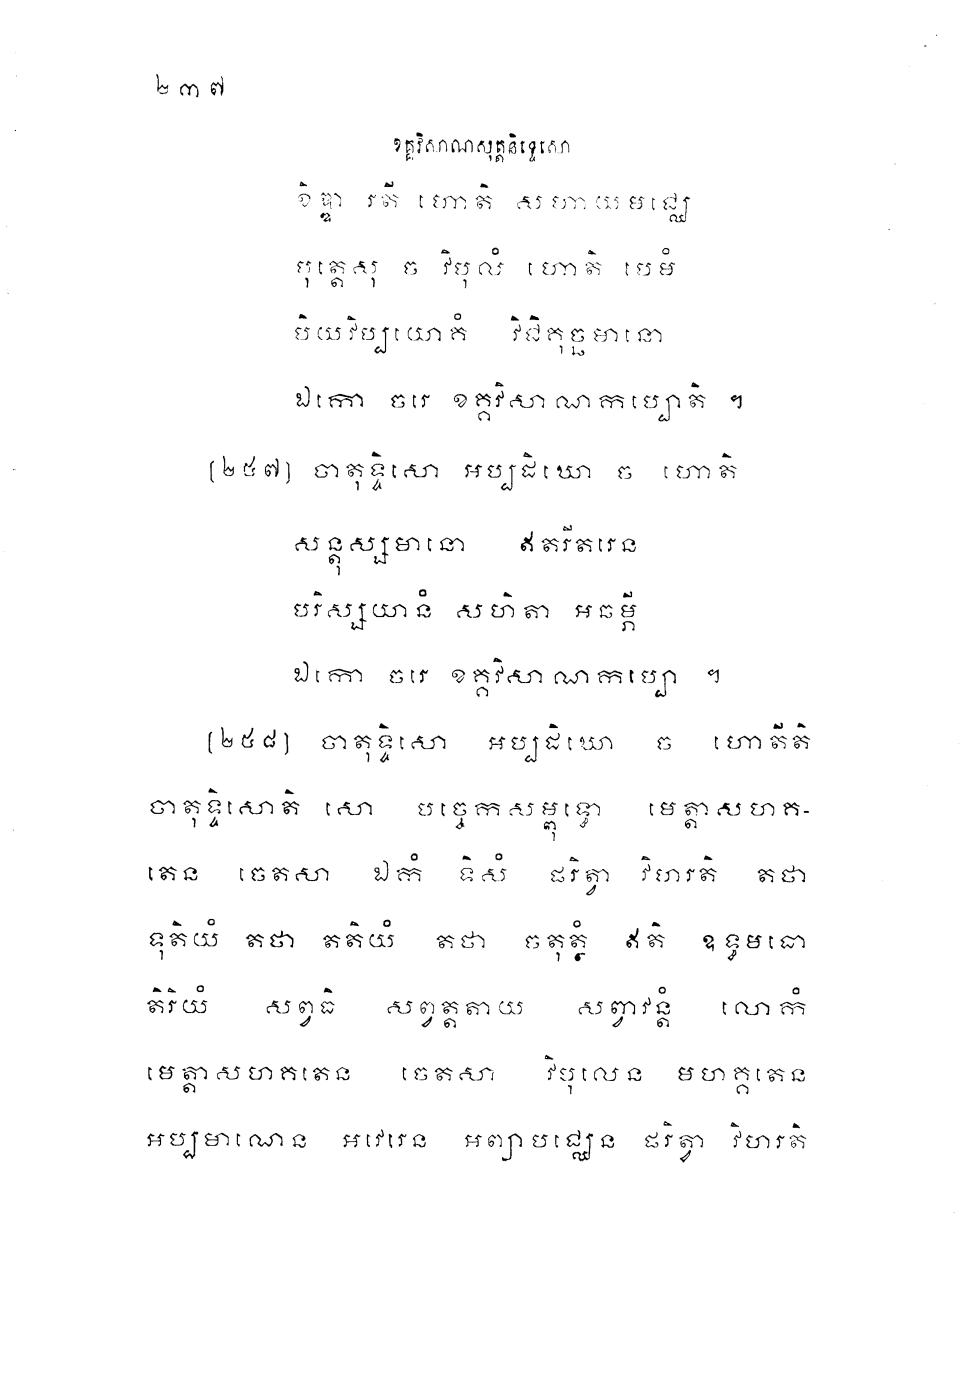 ២៣៧
ខគ្គវិសាណសុត្តនិទ្ទេសោ
ខិឌ្ឌា រតី ហោតិ សហាយមជ្ឈេ
បុត្តេសុ ច វិបុលំ ហោតិ បេមំ
បិយវិប្បយោគំ វិជិគុច្ឆមានោ
ឯកោ ចរេ ខគ្គវិសាណកប្បោតិ ។
[២៥៧] ចាតុទ្ទិសោ អប្បដិឃោ ច ហោតិ
សន្តុស្សមានោ ឥតរីតរេន
បរិស្សយានំ សហិតា អឆម្ភី
ឯកោ ចរេ ខគ្គវិសាណកប្បោ ។
[២៥៨] ចាតុទ្ទិសោ អប្បដិឃោ ច ហោតីតិ
ចាតុទ្ទិសោតិ សោ បច្ចេកសម្ពុទ្ធោ មេត្តាសហគ-
តេន ចេតសា ឯកំ ទិសំ ផរិត្វា វិហរតិ តថា
ទុតិយំ តថា តតិយំ តថា ចតុត្ថំ ឥតិ ឧទ្ធមធោ
តិរិយំ សព្វធិ សព្វត្តតាយ សព្វាវន្តំ លោកំ
មេត្តាសហគតេន ចេតសា វិបុលេន មហគ្គតេន
អប្បមាណេន អវេរេន អព្យាបជ្ឈេន ផរិត្វា វិហរតិ